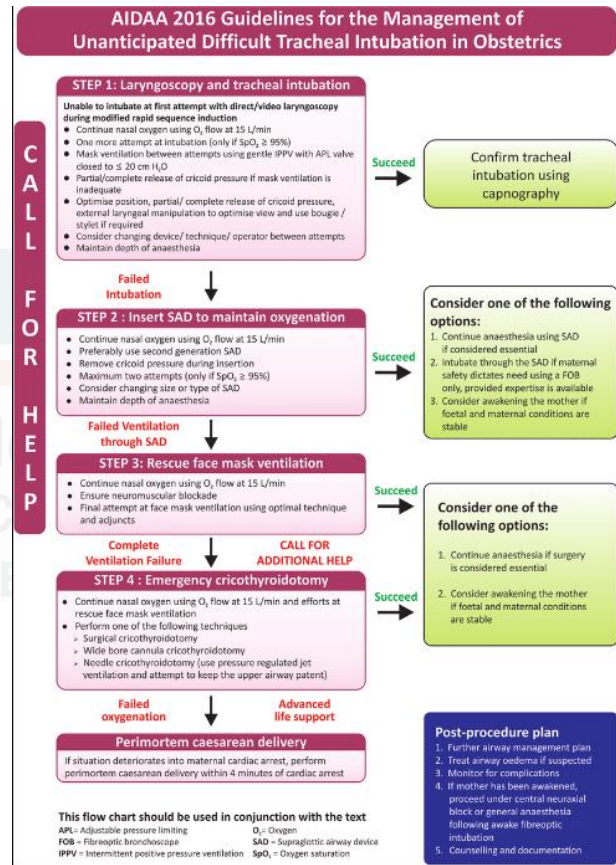 AIDAA 2016 Guidelines for the Management of
Unanticipated Difficult Tracheal Intubation in Obstetrics
CALL FOR HELP
STEP 1: Laryngoscopy and tracheal intubation
Unable to intubate at first attempt with direct/video laryngoscopy
during modified rapid sequence induction
● Continue nasal oxygen using O₂ flow at 15 L/min
● One more attempt at intubation (only if SpO₂ ≥ 95%)
● Mask ventilation between attempts using gentle IPPV with APL valve
closed to ≤ 20 cm H₂O
● Partial/complete release of cricoid pressure if mask ventilation is
inadequate
● Optimise position, partial/ complete release of cricoid pressure,
external laryngeal manipulation to optimise view and use bougie /
stylet if required
● Consider changing device/ technique/ operator between attempts
● Maintain depth of anaesthesia
Succeed
Confirm tracheal
intubation using
capnography
Failed
Intubation
STEP 2 : Insert SAD to maintain oxygenation
● Continue nasal oxygen using O₂ flow at 15 L/min
● Preferably use second generation SAD
● Remove cricoid pressure during insertion
● Maximum two attempts (only if SpO₂ ≥ 95%)
● Consider changing size or type of SAD
● Maintain depth of anaesthesia
Succeed
Consider one of the following
options:
1. Continue anaesthesia using SAD
if considered essential
2. Intubate through the SAD if maternal
safety dictates need using a FOB
only, provided expertise is available
3. Consider awakening the mother if
foetal and maternal conditions are
stable
Failed Ventilation
through SAD
STEP 3: Rescue face mask ventilation
● Continue nasal oxygen using O₂ flow at 15 L/min
● Ensure neuromuscular blockade
● Final attempt at face mask ventilation using optimal technique
and adjuncts
Succeed
Consider one of the
following options:
1. Continue anaesthesia if surgery
is considered essential
2. Consider awakening the mother
if foetal and maternal conditions
are stable
Complete
Ventilation Failure
CALL FOR
ADDITIONAL HELP
STEP 4 : Emergency cricothyroidotomy
● Continue nasal oxygen using O₂ flow at 15 L/min and efforts at
rescue face mask ventilation
● Perform one of the following techniques
➢ Surgical cricothyroidotomy
➢ Wide bore cannula cricothyroidotomy
➢ Needle cricothyroidotomy (use pressure regulated jet
ventilation and attempt to keep the upper airway patent)
Succeed
Failed
oxygenation
Advanced
life support
Perimortem caesarean delivery
If situation deteriorates into maternal cardiac arrest, perform
perimortem caesarean delivery within 4 minutes of cardiac arrest
Post-procedure plan
1. Further airway management plan
2. Treat airway oedema if suspected
3. Monitor for complications
4. If mother has been awakened,
proceed under central neuraxial
block or general anaesthesia
following awake fibreoptic
intubation
5. Counselling and documentation
This flow chart should be used in conjunction with the text
APL= Adjustable pressure limiting O₂= Oxygen
FOB= Fibreoptic bronchoscope SAD= Supraglottic airway device
IPPV= Intermittent positive pressure ventilation SpO₂= Oxygen saturation